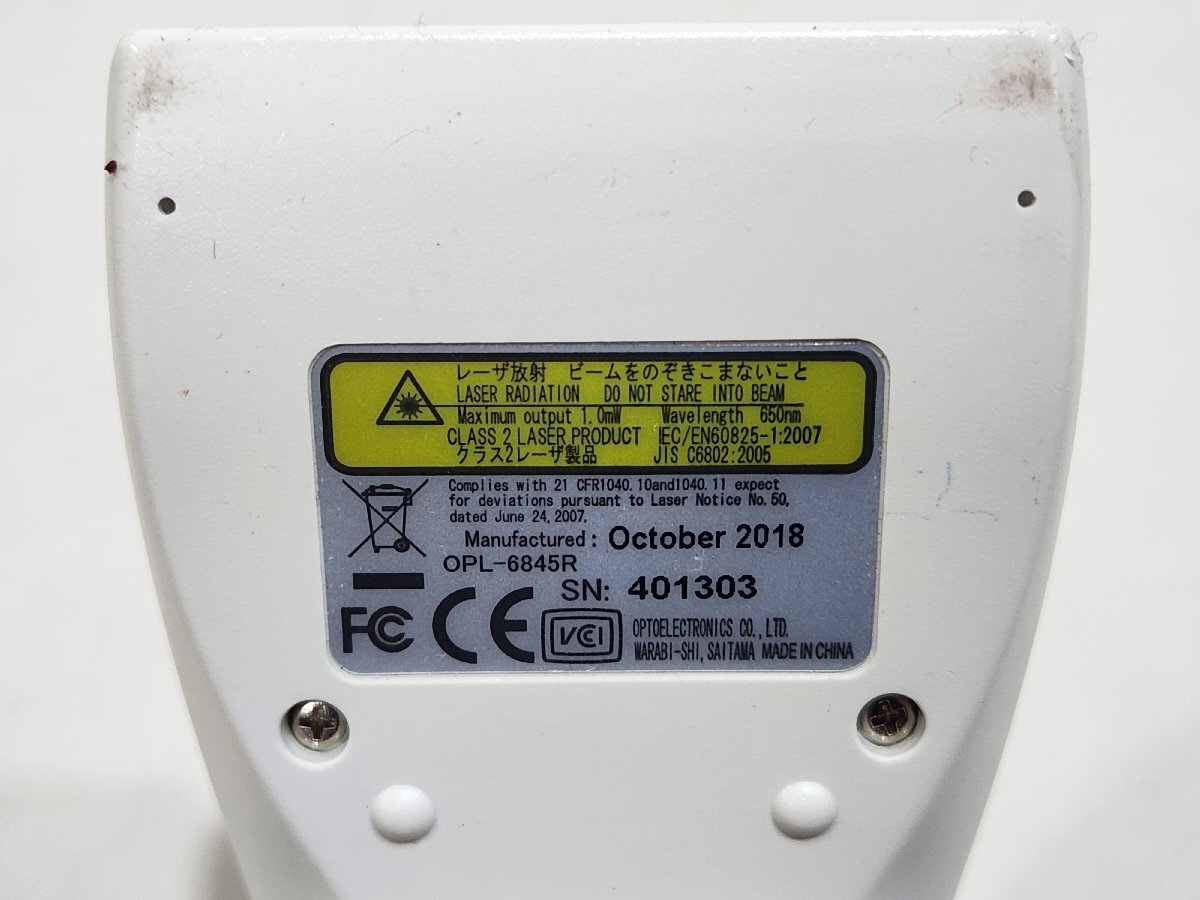 レーザ放射 ビームをのぞきこまないこと
LASER RADIATION DO NOT STARE INTO BEAM
Maximum output 1.0mW Wavelength 650nm
CLASS 2 LASER PRODUCT IEC/EN60825-1:2007
クラス2レーザ製品 JIS C6802:2005
Complies with 21 CFR1040.10and1040.11 expect
for deviations pursuant to Laser Notice No.50,
dated June 24,2007,
Manufactured : October 2018
OPL-6845R
SN: 401303
FC CE VCCI
OPTOELECTRONICS CO.,LTD.
WARABI-SHI,SAITAMA MADE IN CHINA